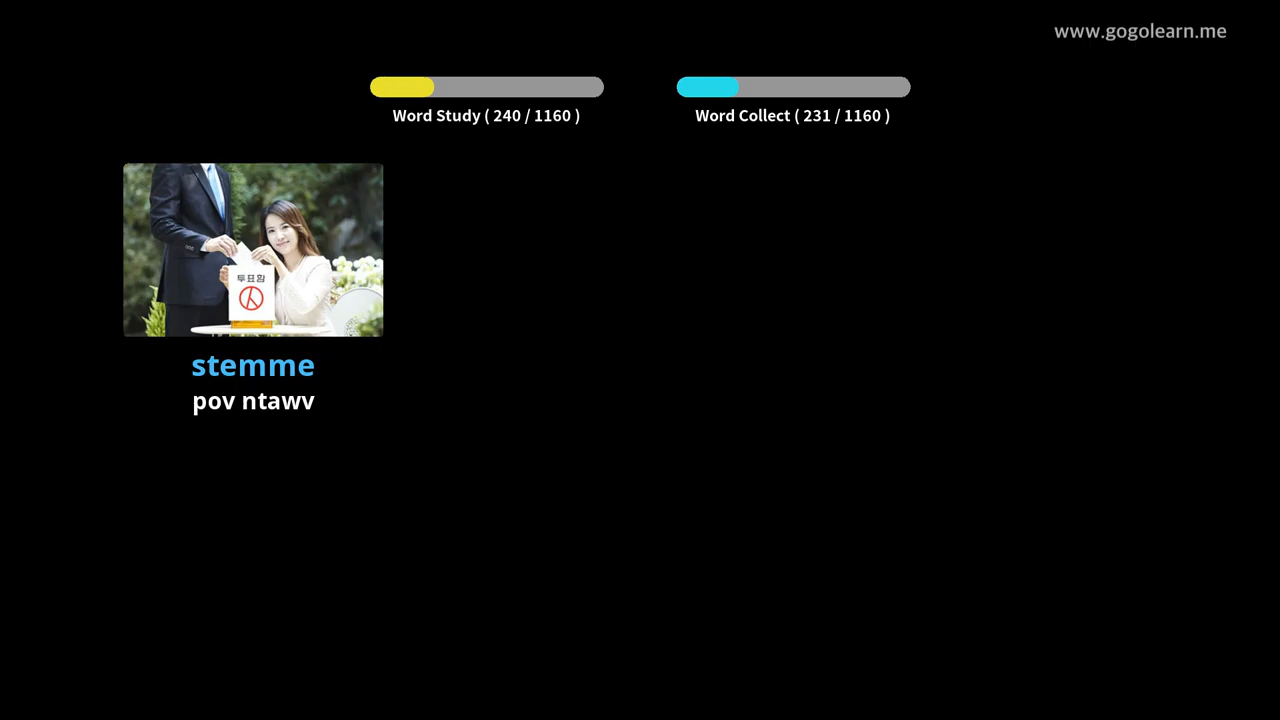 www.gogolearn.me
Word Study ( 240 / 1160 )
Word Collect ( 231 / 1160 )
투표함
stemme
pov ntawv